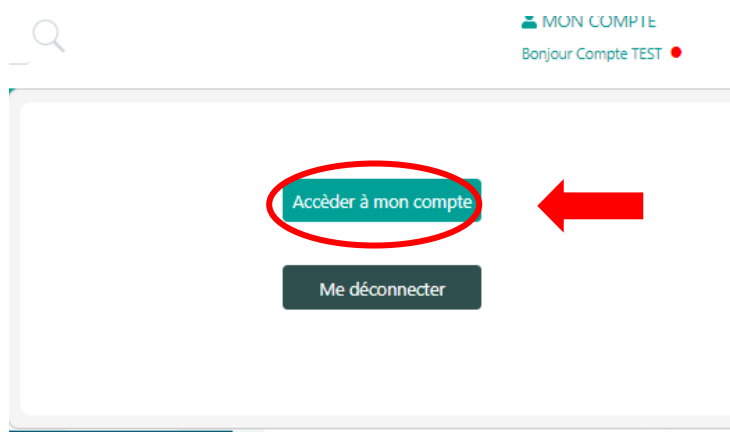 MON COMPTE
Bonjour Compte TEST
Accèder à mon compte
Me déconnecter